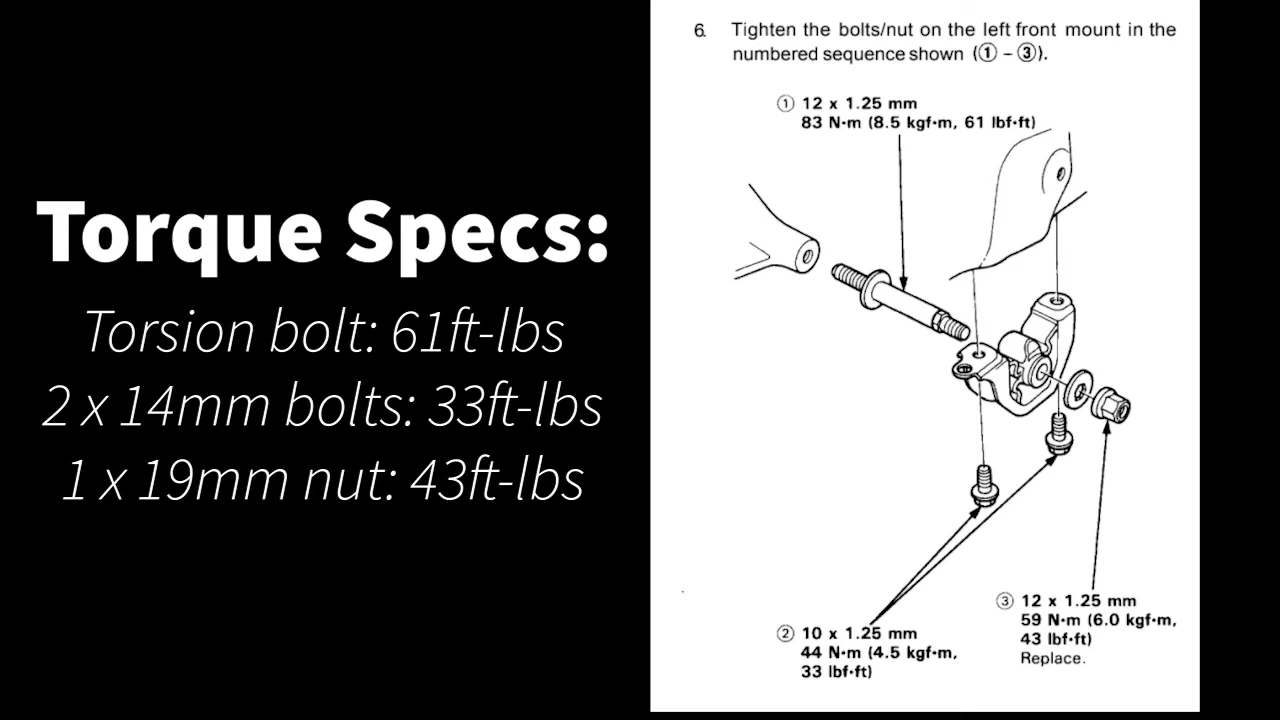 Torque Specs:
Torsion bolt: 61ft-lbs
2 x 14mm bolts: 33ft-lbs
1 x 19mm nut: 43ft-lbs
6. Tighten the bolts/nut on the left front mount in the
numbered sequence shown (① – ③).
① 12 x 1.25 mm
83 N·m (8.5 kgf·m, 61 lbf·ft)
② 10 x 1.25 mm
44 N·m (4.5 kgf·m,
33 lbf·ft)
③ 12 x 1.25 mm
59 N·m (6.0 kgf·m,
43 lbf·ft)
Replace.